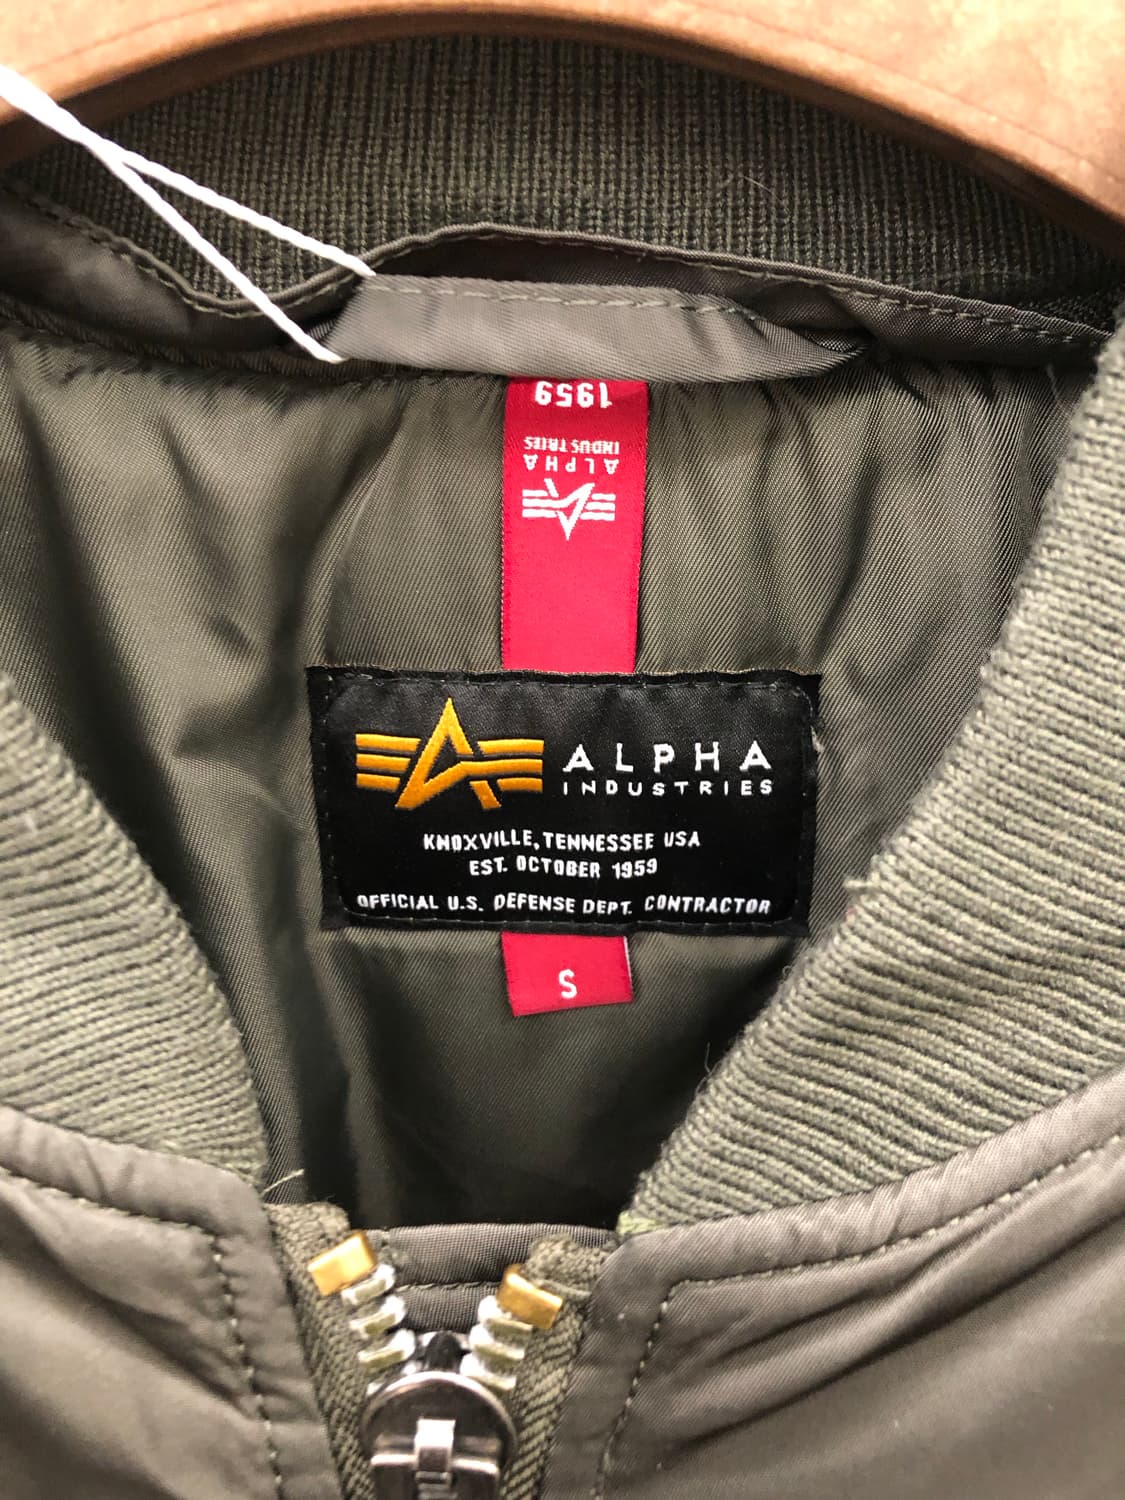 1959
INDUSTRIES
ALPHA
ALPHA
INDUSTRIES
KNOXVILLE, TENNESSEE USA
EST. OCTOBER 1959
OFFICIAL U.S. DEFENSE DEPT. CONTRACTOR
S